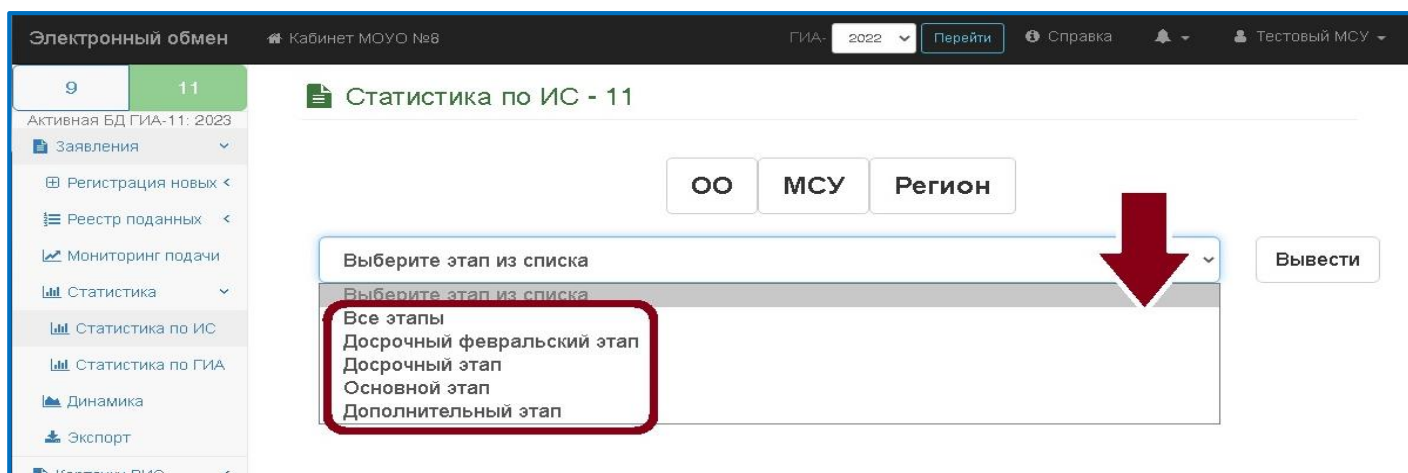 Электронный обмен Кабинет МОУО №8 ГИА- 2022 Перейти Справка Тестовый МСУ
9 11
Активная БД ГИА-11: 2023
Заявления
Регистрация новых
Реестр поданных
Мониторинг подачи
Статистика
Статистика по ИС
Статистика по ГИА
Динамика
Экспорт
Статистика по ИС - 11
ОО МСУ Регион
Выберите этап из списка Вывести
Выберите этап из списка
Все этапы
Досрочный февральский этап
Досрочный этап
Основной этап
Дополнительный этап